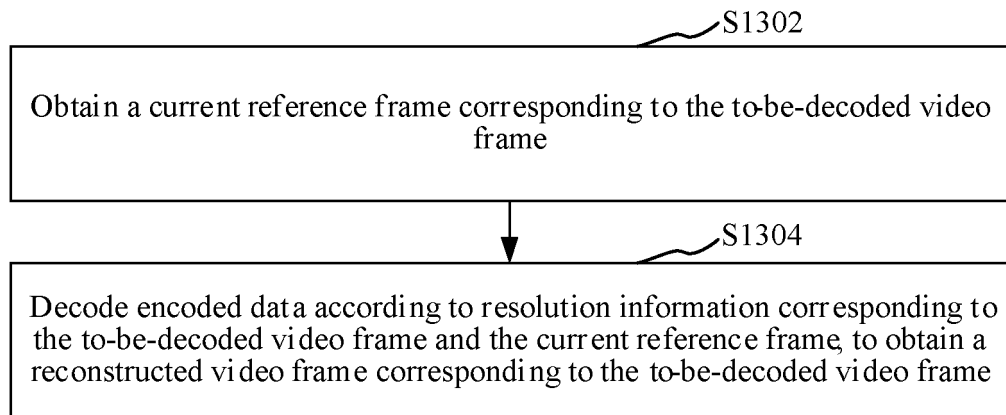 S1302
Obtain a current reference frame corresponding to the to-be-decoded video
frame
S1304
Decode encoded data according to resolution information corresponding to
the to-be-decoded video frame and the current reference frame, to obtain a
reconstructed video frame corresponding to the to-be-decoded video frame